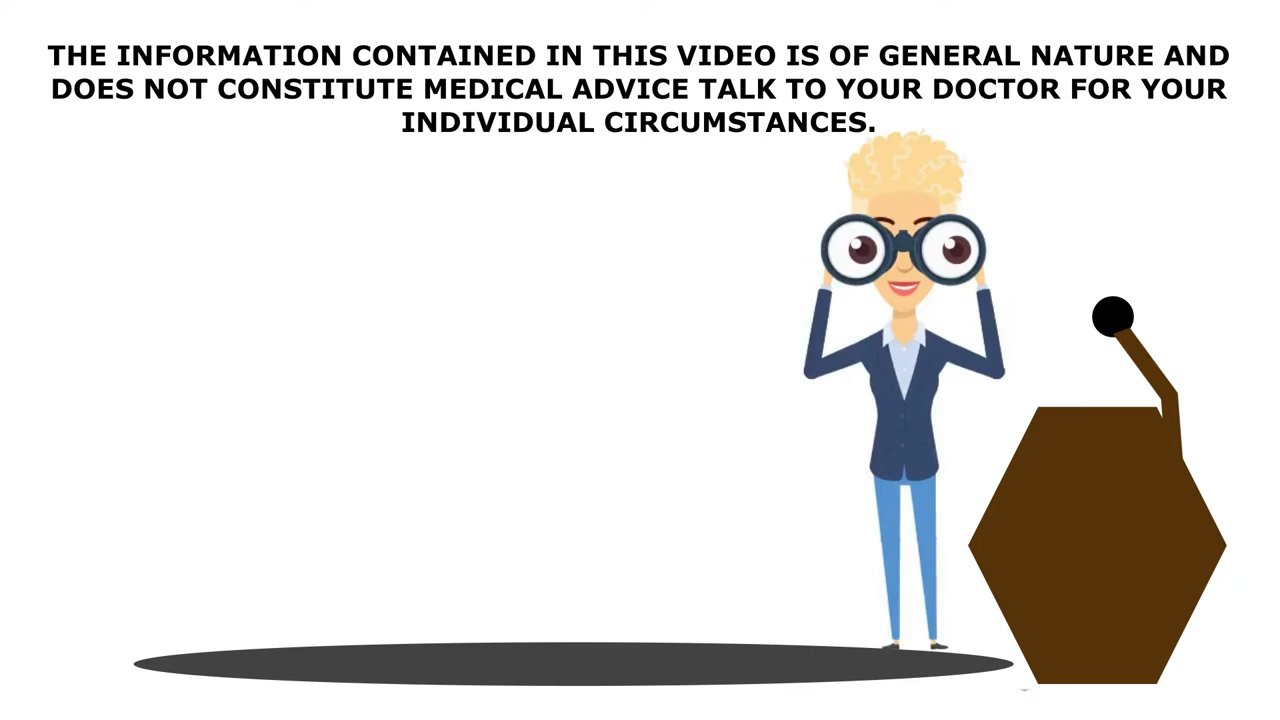 THE INFORMATION CONTAINED IN THIS VIDEO IS OF GENERAL NATURE AND
DOES NOT CONSTITUTE MEDICAL ADVICE TALK TO YOUR DOCTOR FOR YOUR
INDIVIDUAL CIRCUMSTANCES.